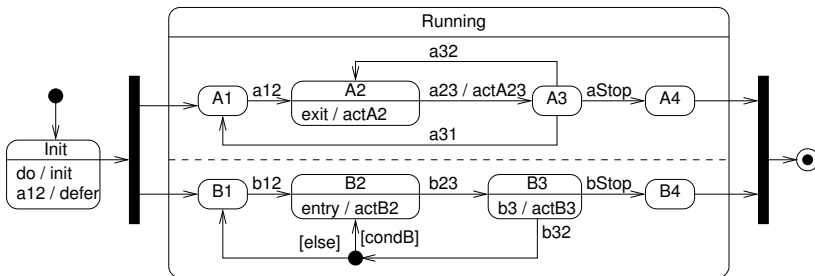 Running
a32
A1
a12
A2
exit / actA2
a23 / actA23
A3
aStop
A4
a31
Init
do / init
a12 / defer
B1
b12
B2
entry / actB2
b23
B3
b3 / actB3
bStop
B4
b32
[else]
[condB]